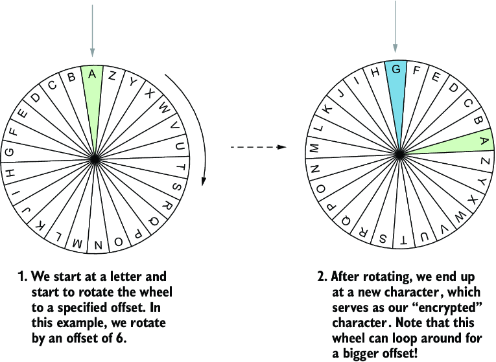 A Z Y X W V U T S R Q P O N M L K J I H G F E D C B
G F E D C B A Z Y X W V U T S R Q P O N M L K J I H
1. We start at a letter and
start to rotate the wheel
to a specified offset. In
this example, we rotate
by an offset of 6.
2. After rotating, we end up
at a new character, which
serves as our “encrypted”
character. Note that this
wheel can loop around for
a bigger offset!